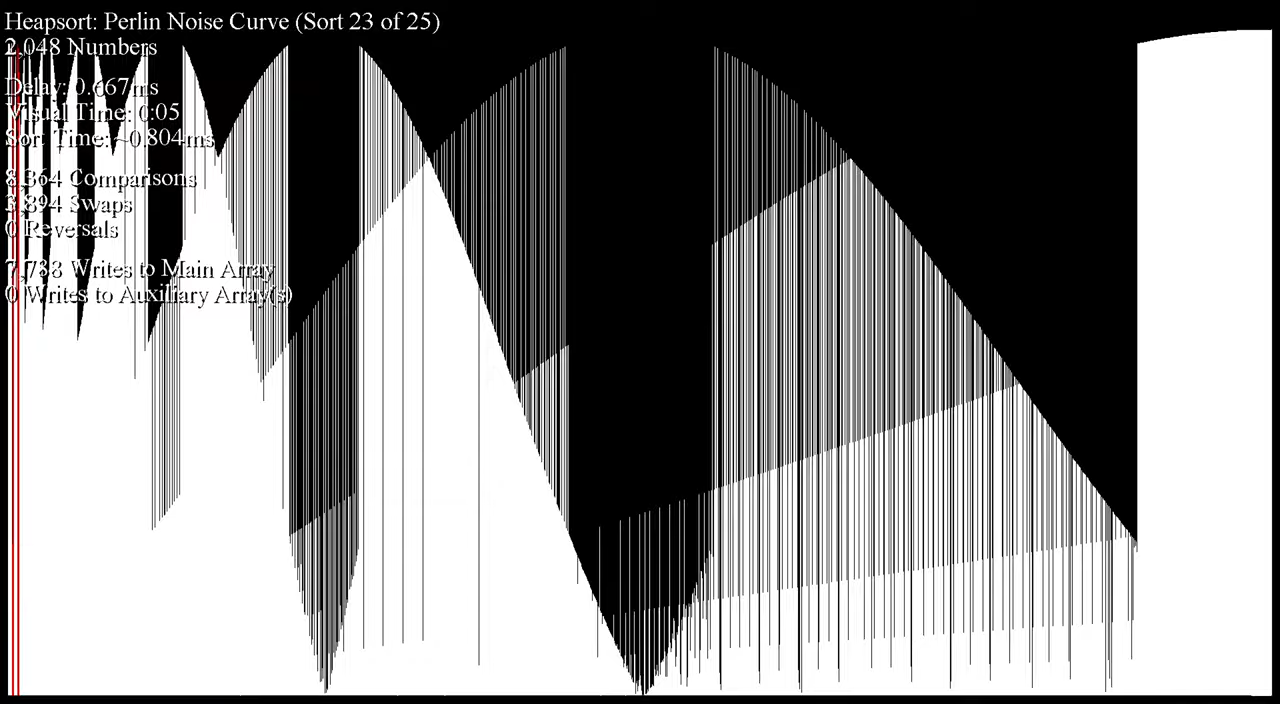 Heapsort: Perlin Noise Curve (Sort 23 of 25)
2,048 Numbers
Delay: 0.667ms
Visual Time: 0:05
Sort Time: ~0.804ms
8,364 Comparisons
3,894 Swaps
0 Reversals
7,788 Writes to Main Array
0 Writes to Auxiliary Array(s)